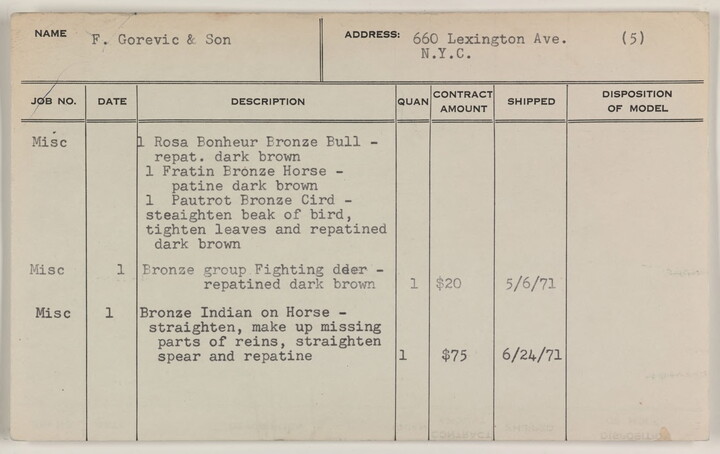 NAME F. Gorevic & Son ADDRESS: 660 Lexington Ave. (5)
N.Y.C.
JOB NO. DATE DESCRIPTION QUAN CONTRACT AMOUNT SHIPPED DISPOSITION OF MODEL
Misc 1 Rosa Bonheur Bronze Bull -
repat. dark brown
1 Fratin Bronze Horse -
patine dark brown
1 Pautrot Bronze Cird -
steaighten beak of bird,
tighten leaves and repatined
dark brown
Misc 1 Bronze group Fighting deer -
repatined dark brown 1 $20 5/6/71
Misc 1 Bronze Indian on Horse -
straighten, make up missing
parts of reins, straighten
spear and repatine 1 $75 6/24/71